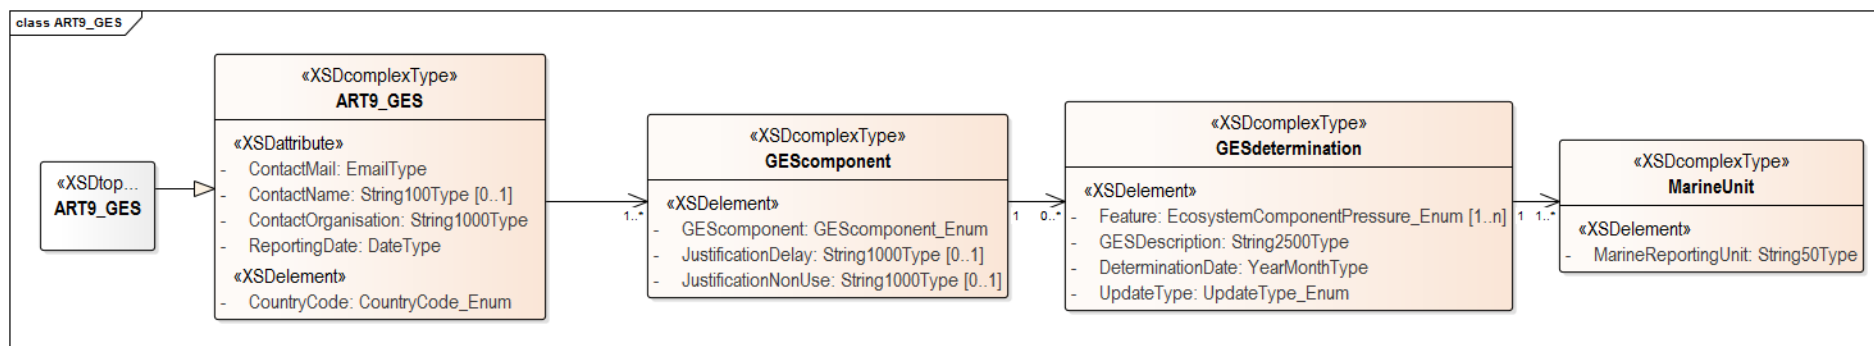 class ART9_GES
«XSDtop...
ART9_GES
«XSDcomplexType»
ART9_GES
«XSDattribute»
- ContactMail: EmailType
- ContactName: String100Type [0..1]
- ContactOrganisation: String1000Type
- ReportingDate: DateType
«XSDelement»
- CountryCode: CountryCode_Enum
1..*
«XSDcomplexType»
GEScomponent
«XSDelement»
- GEScomponent: GEScomponent_Enum
- JustificationDelay: String1000Type [0..1]
- JustificationNonUse: String1000Type [0..1]
1
0..*
«XSDcomplexType»
GESdetermination
«XSDelement»
- Feature: EcosystemComponentPressure_Enum [1..n]
- GESDescription: String2500Type
- DeterminationDate: YearMonthType
- UpdateType: UpdateType_Enum
1
1..*
«XSDcomplexType»
MarineUnit
«XSDelement»
- MarineReportingUnit: String50Type